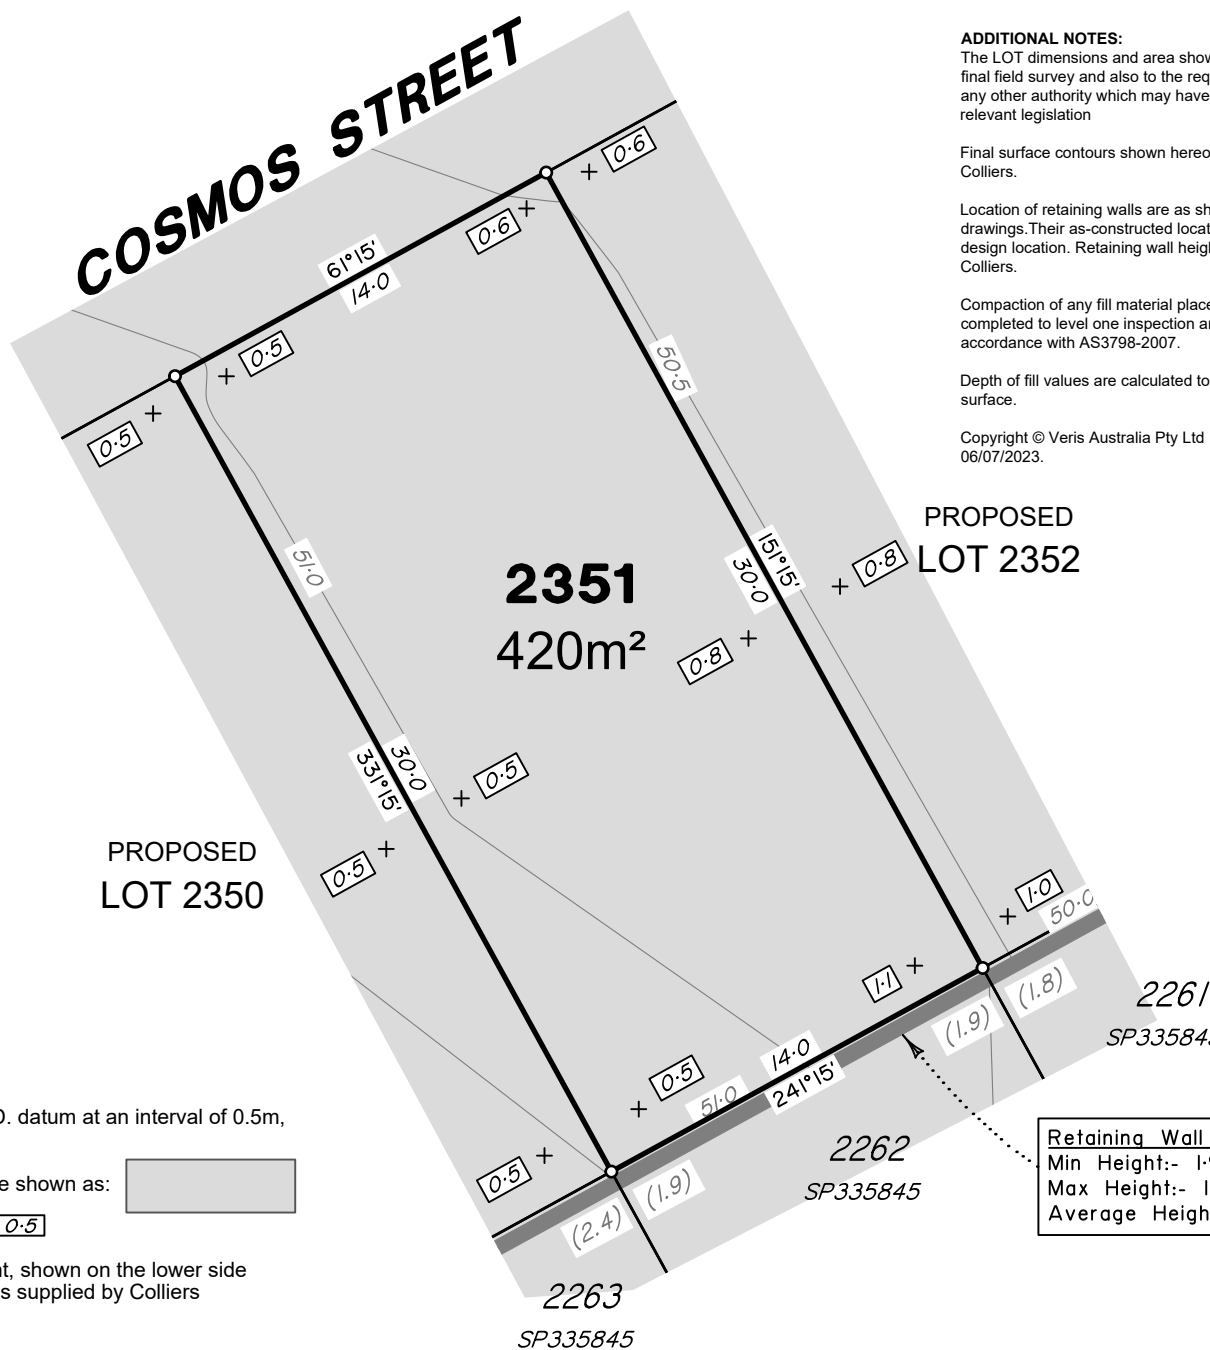 COSMOS STREET
ADDITIONAL NOTES:
The LOT dimensions and area show
final field survey and also to the req
any other authority which may have
relevant legislation
Final surface contours shown hereo
Colliers.
Location of retaining walls are as sh
drawings.Their as-constructed locat
design location. Retaining wall heigh
Colliers.
Compaction of any fill material place
completed to level one inspection an
accordance with AS3798-2007.
Depth of fill values are calculated to
surface.
Copyright © Veris Australia Pty Ltd
06/07/2023.
0·6
0·6
61°15'
14·0
0·5
0·5
50·5
51·0
PROPOSED
LOT 2352
151°15'
30·0
0·8
0·8
2351
420m²
30·0
331°15'
0·5
0·5
PROPOSED
LOT 2350
1·0
50·0
1·1
(1.8)
(1.9)
2261
SP335845
14·0
241°15'
0·5
51·0
0·5
(1.9)
(2.4)
2262
SP335845
2263
SP335845
Retaining Wall
Min Height:- 1·
Max Height:- 1
Average Heigh
D. datum at an interval of 0.5m,
e shown as:
0·5
nt, shown on the lower side
s supplied by Colliers